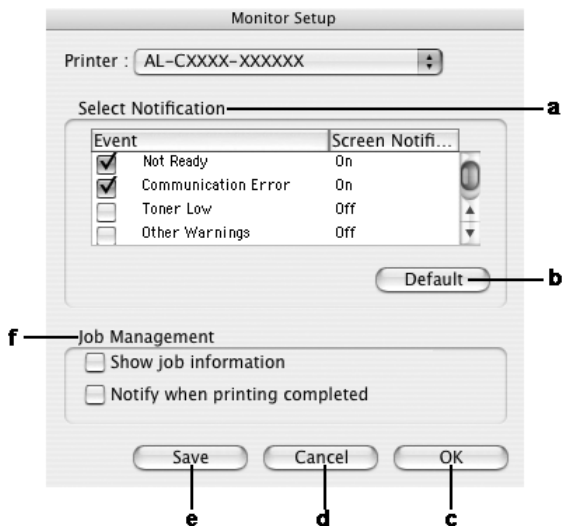 Monitor Setup
Printer : AL-CXXXX-XXXXXX
Select Notification a
Event Screen Notifi...
Not Ready On
Communication Error On
Toner Low Off
Other Warnings Off
Default b
f Job Management
Show job information
Notify when printing completed
Save Cancel OK
e d c